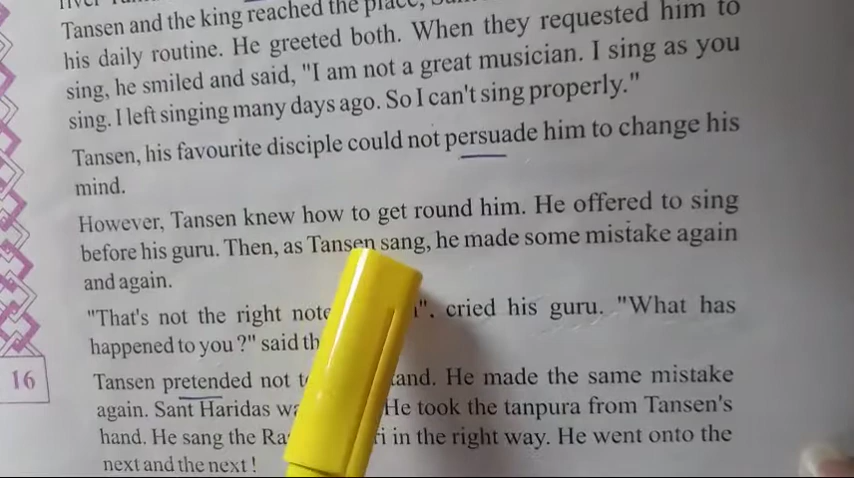 Tansen and the king reached the place,
his daily routine. He greeted both. When they requested him to
sing, he smiled and said, "I am not a great musician. I sing as you
sing. I left singing many days ago. So I can't sing properly."
Tansen, his favourite disciple could not persuade him to change his
mind.
However, Tansen knew how to get round him. He offered to sing
before his guru. Then, as Tansen sang, he made some mistake again
and again.
"That's not the right note ". cried his guru. "What has
happened to you ?" said
Tansen pretended not He made the same mistake
again. Sant Haridas He took the tanpura from Tansen's
hand. He sang the in the right way. He went onto the
next and the next !
16